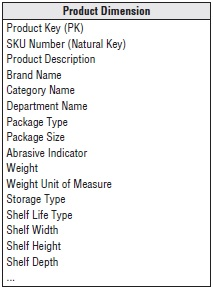 Product Dimension
Product Key (PK)
SKU Number (Natural Key)
Product Description
Brand Name
Category Name
Department Name
Package Type
Package Size
Abrasive Indicator
Weight
Weight Unit of Measure
Storage Type
Shelf Life Type
Shelf Width
Shelf Height
Shelf Depth
...